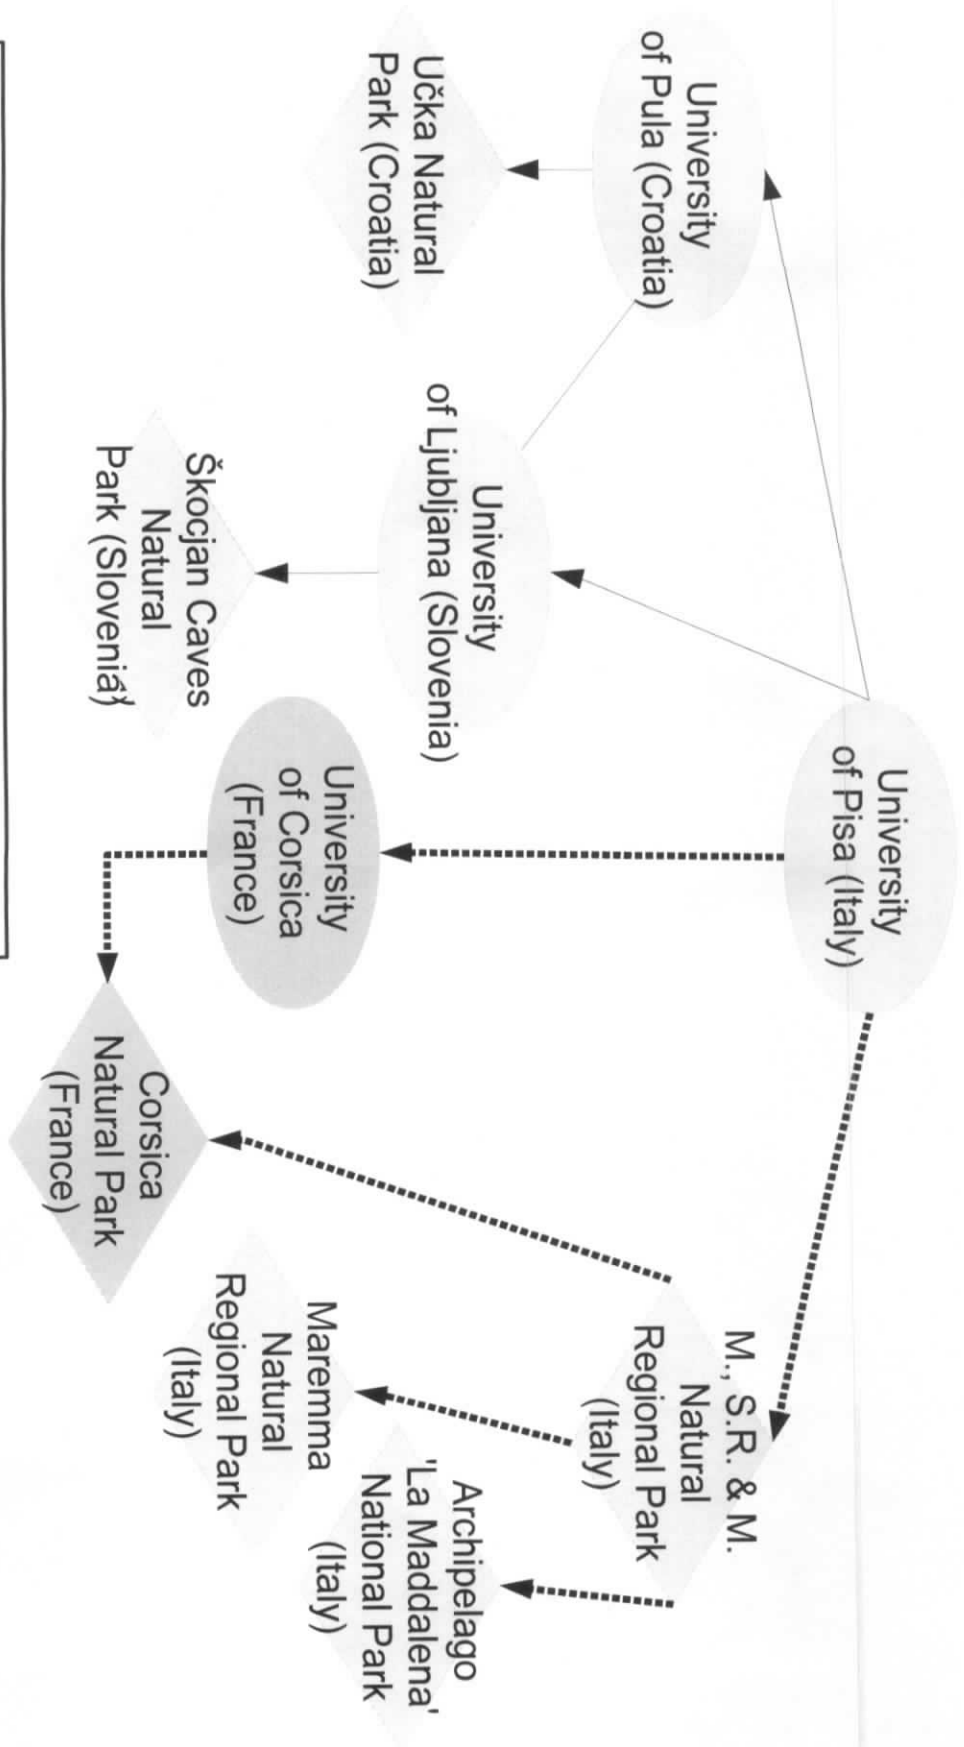 University
of Pisa (Italy)
University
of Pula (Croatia)
M., S.R. & M.
Natural
Regional Park
(Italy)
University
of Ljubljana (Slovenia)
Učka Natural
Park (Croatia)
University
of Corsica
(France)
Archipelago
'La Maddalena'
National Park
(Italy)
Maremma
Natural
Regional Park
(Italy)
Škocjan Caves
Natural
Park (Slovenia)
Corsica
Natural Park
(France)